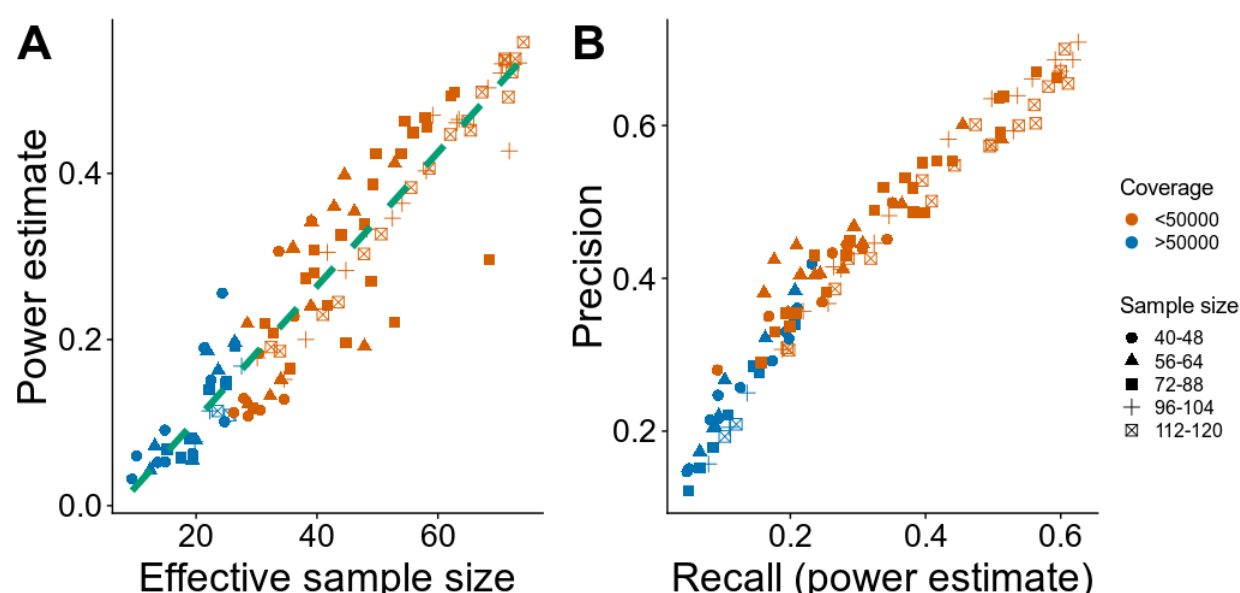 A
Power estimate
0.4
0.2
0.0
20 40 60
Effective sample size
B
Precision
0.6
0.4
0.2
0.2 0.4 0.6
Recall (power estimate)
Coverage
<50000
>50000
Sample size
40-48
56-64
72-88
96-104
112-120